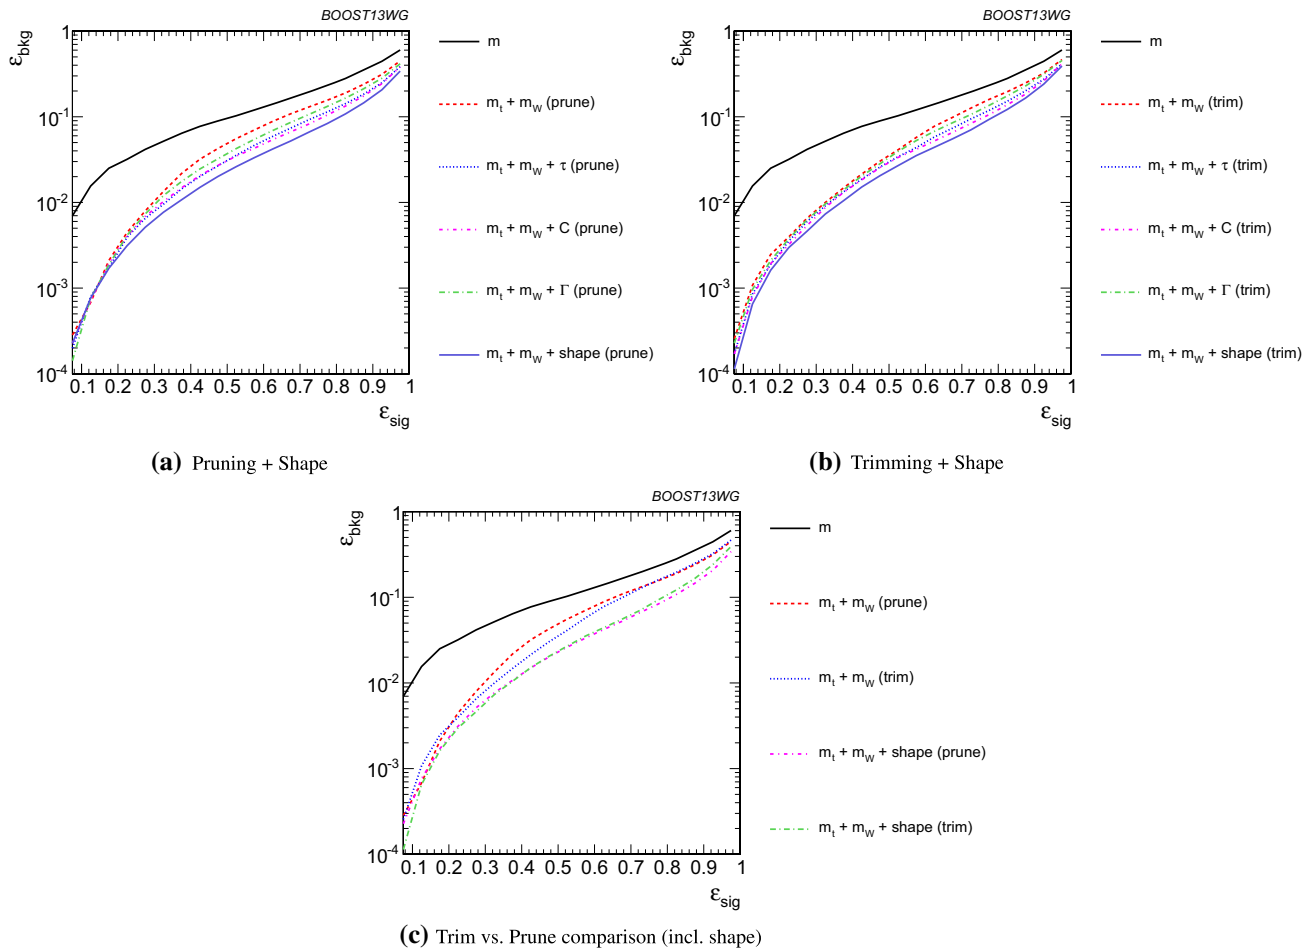 BOOST13WG
ε_bkg
1
10⁻¹
10⁻²
10⁻³
10⁻⁴
0.1 0.2 0.3 0.4 0.5 0.6 0.7 0.8 0.9 1
ε_sig
m
m_t + m_W (prune)
m_t + m_W + τ (prune)
m_t + m_W + C (prune)
m_t + m_W + Γ (prune)
m_t + m_W + shape (prune)
(a) Pruning + Shape
BOOST13WG
ε_bkg
1
10⁻¹
10⁻²
10⁻³
10⁻⁴
0.1 0.2 0.3 0.4 0.5 0.6 0.7 0.8 0.9 1
ε_sig
m
m_t + m_W (trim)
m_t + m_W + τ (trim)
m_t + m_W + C (trim)
m_t + m_W + Γ (trim)
m_t + m_W + shape (trim)
(b) Trimming + Shape
BOOST13WG
ε_bkg
1
10⁻¹
10⁻²
10⁻³
10⁻⁴
0.1 0.2 0.3 0.4 0.5 0.6 0.7 0.8 0.9 1
ε_sig
m
m_t + m_W (prune)
m_t + m_W (trim)
m_t + m_W + shape (prune)
m_t + m_W + shape (trim)
(c) Trim vs. Prune comparison (incl. shape)